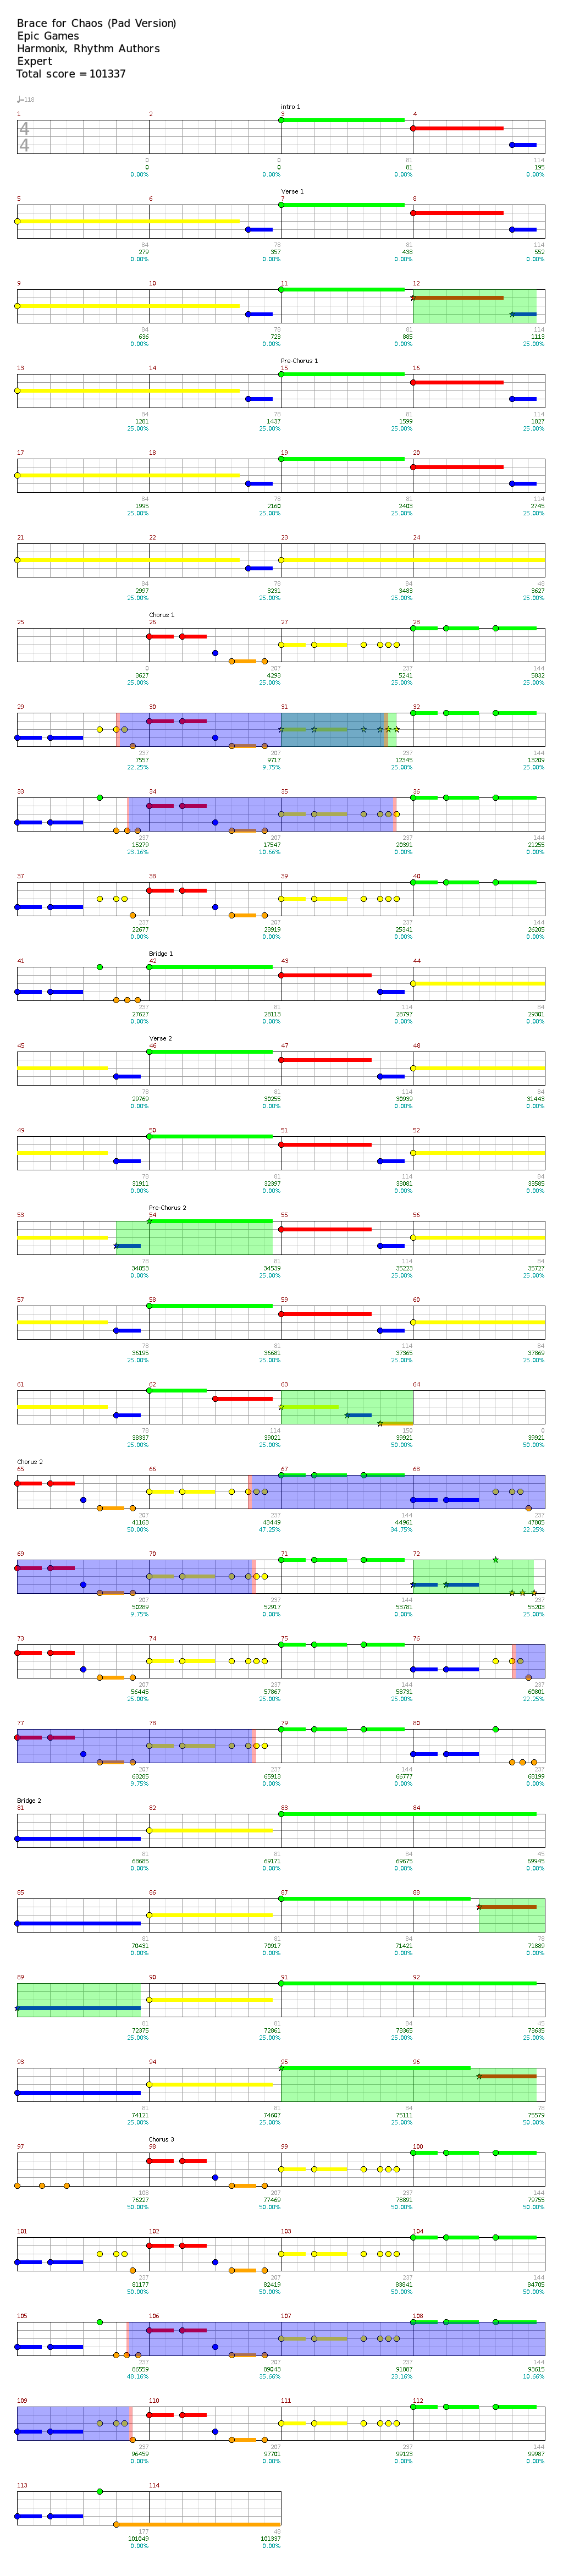 Brace for Chaos (Pad Version)
Epic Games
Harmonix, Rhythm Authors
Expert
Total score = 101337
♩=118
intro 1
1 2 3 4
4
4
0 0 81 114
0 0 81 195
0.00% 0.00% 0.00% 0.00%
Verse 1
5 6 7 8
84 78 81 114
279 357 438 552
0.00% 0.00% 0.00% 0.00%
9 10 11 12
84 78 81 114
636 723 885 1113
0.00% 0.00% 0.00% 25.00%
Pre-Chorus 1
13 14 15 16
84 78 81 114
1281 1437 1599 1827
25.00% 25.00% 25.00% 25.00%
17 18 19 20
84 78 81 114
1995 2160 2403 2745
25.00% 25.00% 25.00% 25.00%
21 22 23 24
84 78 84 48
2997 3231 3483 3627
25.00% 25.00% 25.00% 25.00%
Chorus 1
25 26 27 28
0 207 237 144
3627 4293 5241 5832
25.00% 25.00% 25.00% 25.00%
29 30 31 32
237 207 237 144
7557 9717 12345 13209
22.25% 9.75% 25.00% 25.00%
33 34 35 36
237 207 237 144
15279 17547 20391 21255
23.16% 10.66% 0.00% 0.00%
37 38 39 40
237 207 237 144
22677 23919 25341 26205
0.00% 0.00% 0.00% 0.00%
Bridge 1
41 42 43 44
237 81 114 84
27627 28113 28797 29301
0.00% 0.00% 0.00% 0.00%
Verse 2
45 46 47 48
78 81 114 84
29769 30255 30939 31443
0.00% 0.00% 0.00% 0.00%
49 50 51 52
78 81 114 84
31911 32397 33081 33585
0.00% 0.00% 0.00% 0.00%
Pre-Chorus 2
53 54 55 56
78 81 114 84
34053 34539 35223 35727
0.00% 25.00% 25.00% 25.00%
57 58 59 60
78 81 114 84
36195 36681 37365 37869
25.00% 25.00% 25.00% 25.00%
61 62 63 64
78 114 150 0
38337 39021 39921 39921
25.00% 25.00% 50.00% 50.00%
Chorus 2
65 66 67 68
207 237 144 237
41163 43449 44961 47805
50.00% 47.25% 34.75% 22.25%
69 70 71 72
207 237 144 237
50289 52917 53781 55203
9.75% 0.00% 0.00% 25.00%
73 74 75 76
207 237 144 237
56445 57867 58731 60801
25.00% 25.00% 25.00% 22.25%
77 78 79 80
207 237 144 237
63285 65913 66777 68199
9.75% 0.00% 0.00% 0.00%
Bridge 2
81 82 83 84
81 81 84 45
68685 69171 69675 69945
0.00% 0.00% 0.00% 0.00%
85 86 87 88
81 81 84 78
70431 70917 71421 71889
0.00% 0.00% 0.00% 0.00%
89 90 91 92
81 81 84 45
72375 72861 73365 73635
25.00% 25.00% 25.00% 25.00%
93 94 95 96
81 81 84 78
74121 74607 75111 75579
25.00% 25.00% 25.00% 50.00%
Chorus 3
97 98 99 100
108 207 237 144
76227 77469 78891 79755
50.00% 50.00% 50.00% 50.00%
101 102 103 104
237 207 237 144
81177 82419 83841 84705
50.00% 50.00% 50.00% 50.00%
105 106 107 108
237 207 237 144
86559 89043 91887 93615
48.16% 35.66% 23.16% 10.66%
109 110 111 112
237 207 237 144
96459 97701 99123 99987
0.00% 0.00% 0.00% 0.00%
113 114
177 48
101049 101337
0.00% 0.00%